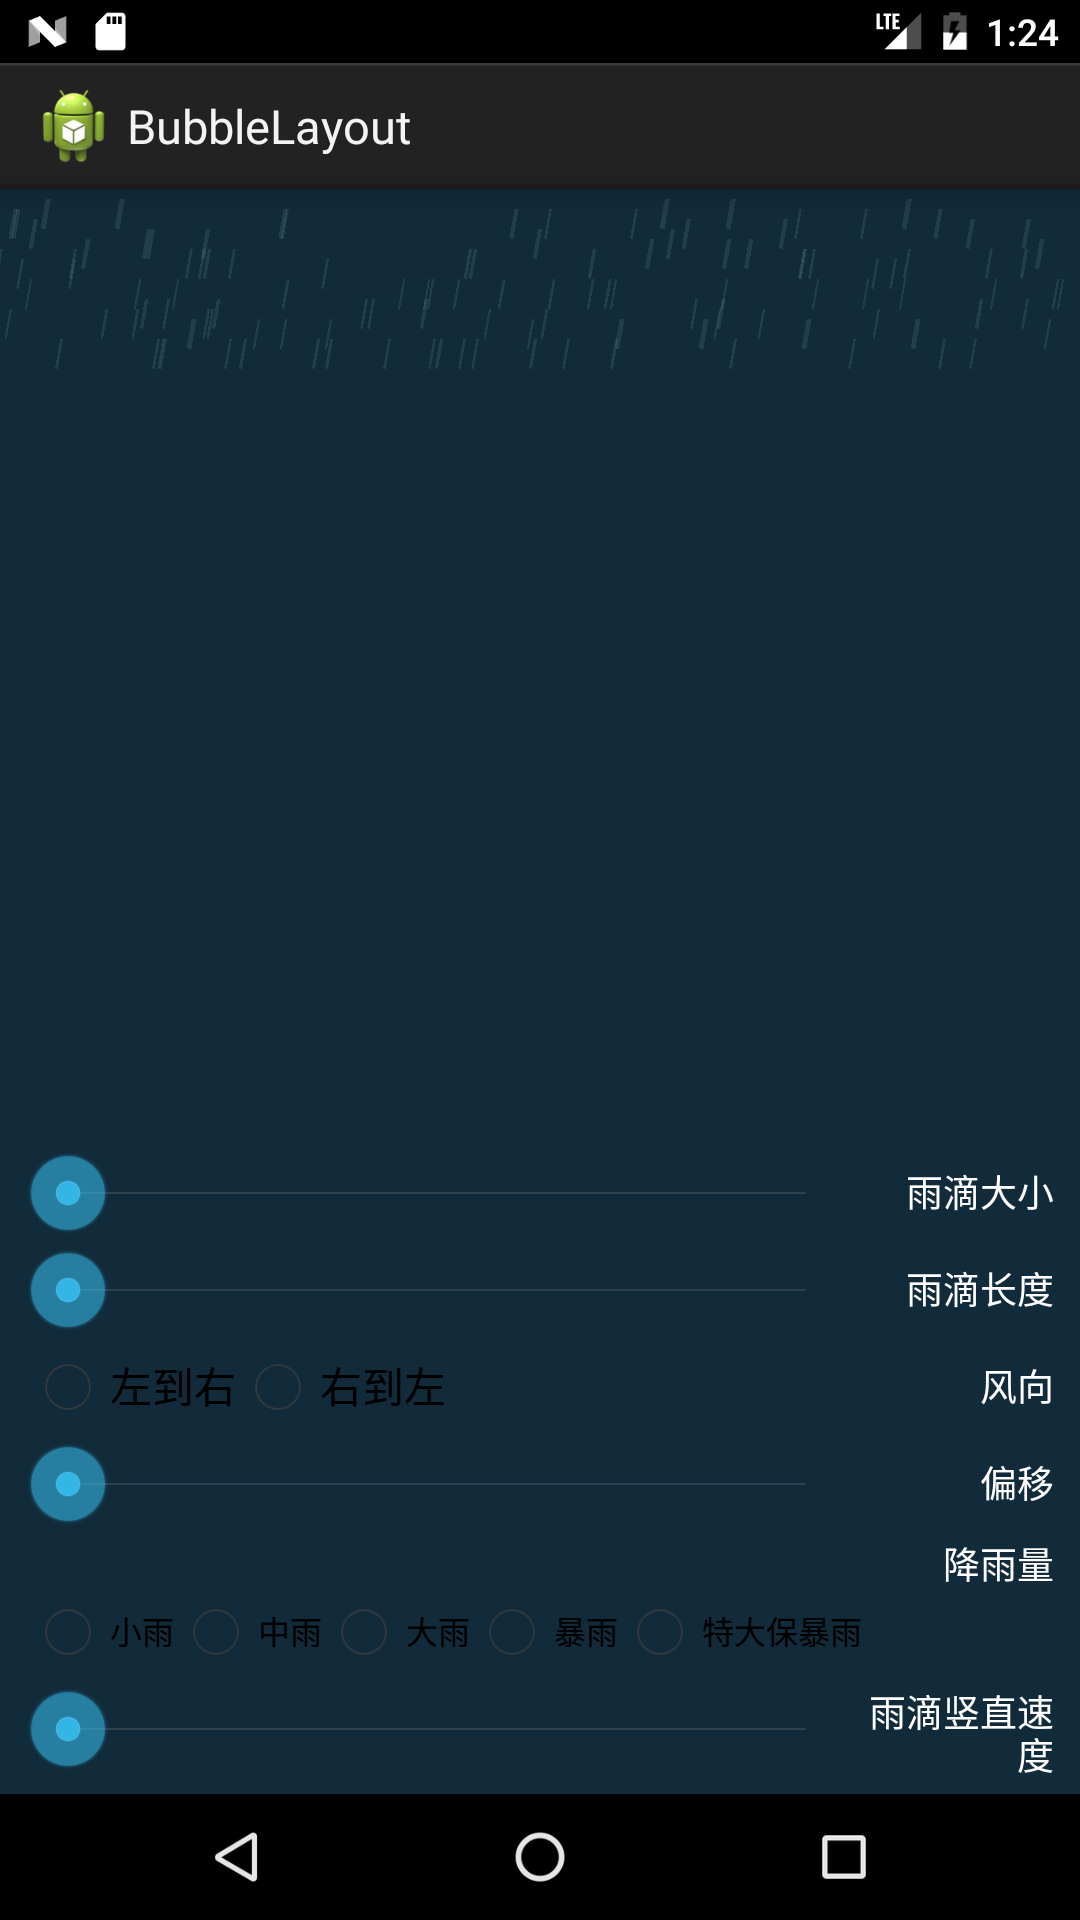 LTE 1:24
BubbleLayout
雨滴大小
雨滴长度
左到右 右到左 风向
偏移
降雨量
小雨 中雨 大雨 暴雨 特大保暴雨
雨滴竖直速
度